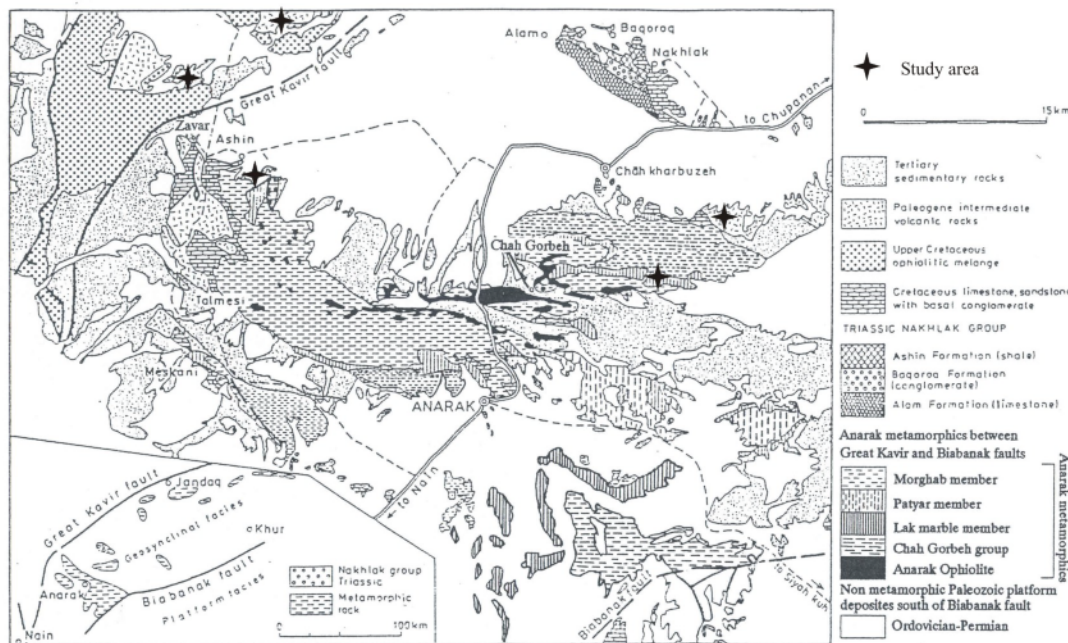 Alamo
Baqoroq
Nakhlak
to Chupanan
Great Kavir fault
Zavar
Ashin
Chah kharbuzeh
Chah Gorbeh
Talmesi
Meskani
ANARAK
to Nain
Biabanak fault
to Siyah Kuh
Great Kavir fault
Jandaq
Geosynclinal facies
Khur
Anarak
Biabanak fault
Platform facies
Nain
Nakhlak group
Triassic
Metamorphic
rock
0 100km
Study area
0 15km
Tertiary
sedimentary rocks
Paleogene intermediate
volcanic rocks
Upper Cretaceous
ophiolitic melange
Cretaceous limestone, sandstone
with basal conglomerate
TRIASSIC NAKHLAK GROUP
Ashin Formation (shale)
Baqoroq Formation
(conglomerate)
Alam Formation (limestone)
Anarak metamorphics between
Great Kavir and Biabanak faults
Morghab member
Patyar member
Lak marble member
Chah Gorbeh group
Anarak Ophiolite
Anarak metamorphics
Non metamorphic Paleozoic platform
deposites south of Biabanak fault
Ordovician-Permian